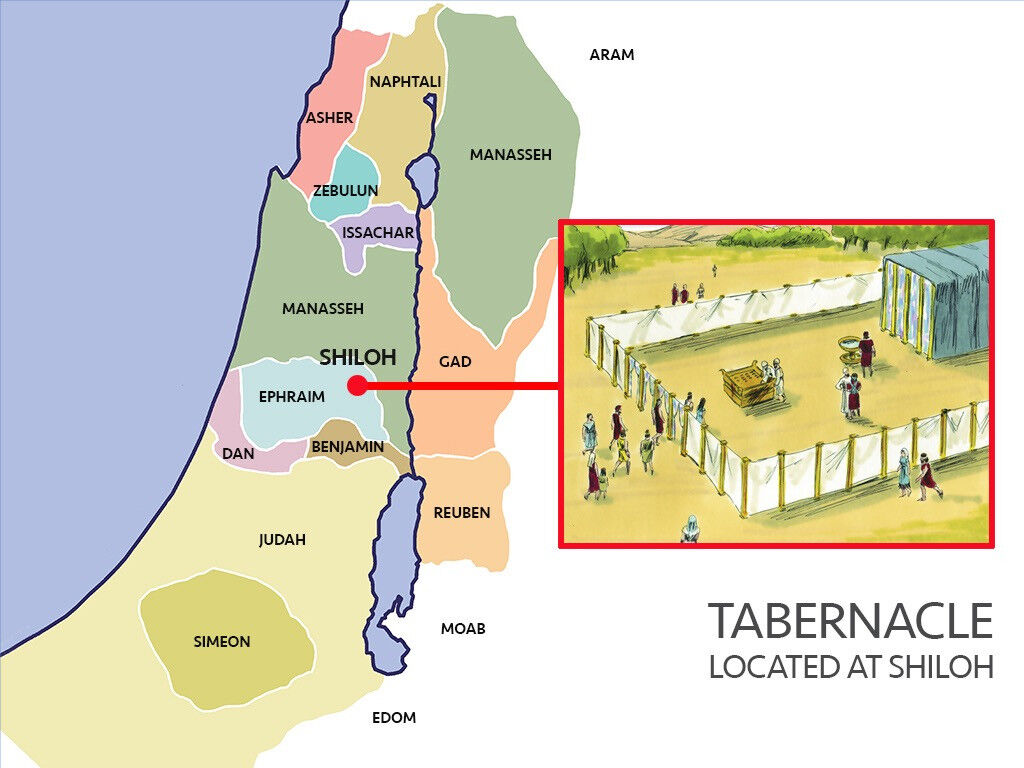 ARAM
NAPHTALI
ASHER
MANASSEH
ZEBULUN
ISSACHAR
MANASSEH
SHILOH
GAD
EPHRAIM
BENJAMIN
DAN
REUBEN
JUDAH
TABERNACLE
MOAB
SIMEON
LOCATED AT SHILOH
EDOM